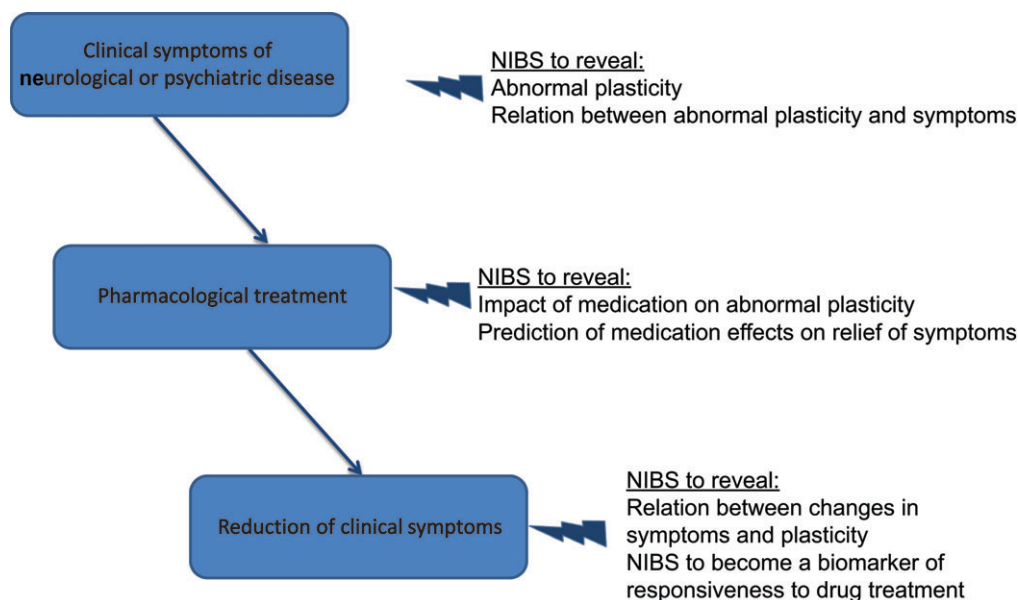 Clinical symptoms of
neurological or psychiatric disease
NIBS to reveal:
Abnormal plasticity
Relation between abnormal plasticity and symptoms
Pharmacological treatment
NIBS to reveal:
Impact of medication on abnormal plasticity
Prediction of medication effects on relief of symptoms
Reduction of clinical symptoms
NIBS to reveal:
Relation between changes in
symptoms and plasticity
NIBS to become a biomarker of
responsiveness to drug treatment